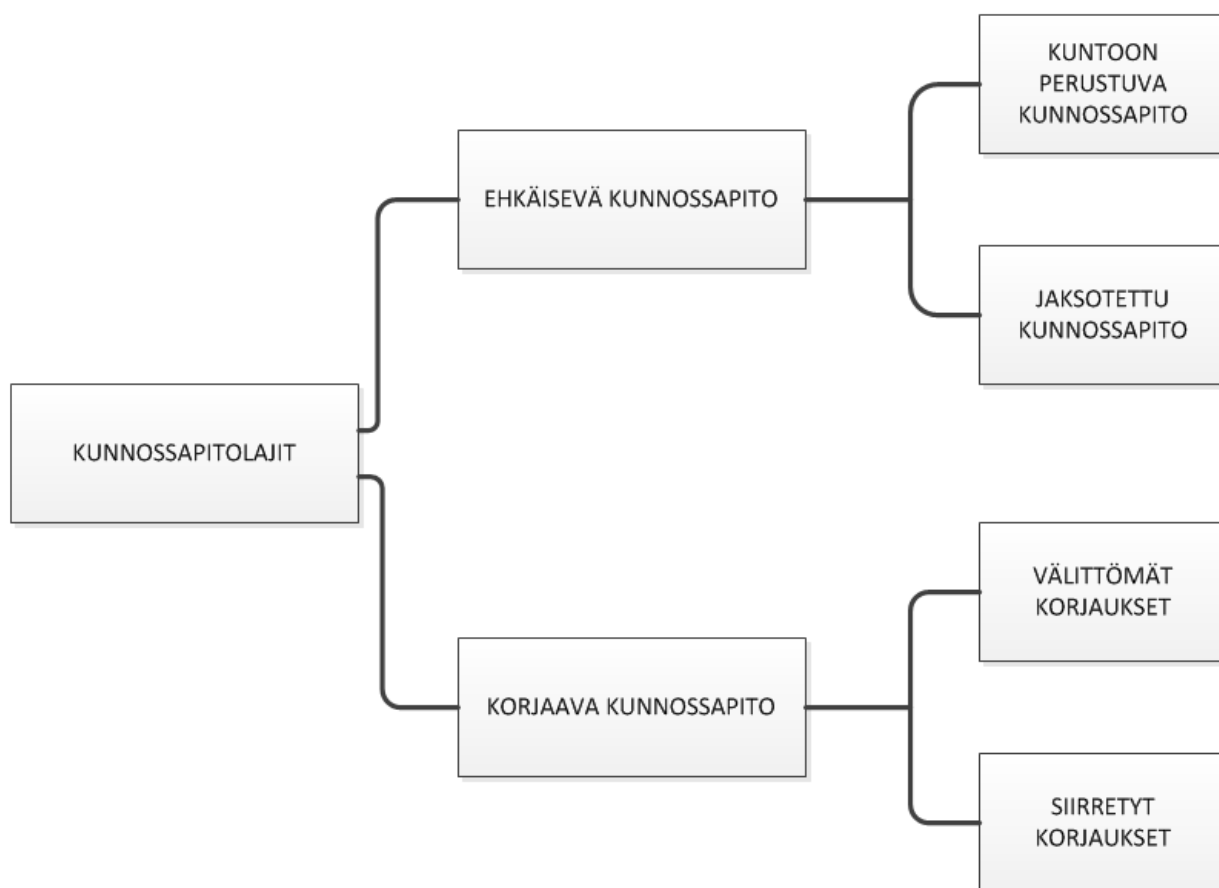 KUNTOON
PERUSTUVA
KUNNOSSAPITO
EHKÄISEVÄ KUNNOSSAPITO
JAKSOTETTU
KUNNOSSAPITO
KUNNOSSAPITOLAJIT
VÄLITTÖMÄT
KORJAUKSET
KORJAAVA KUNNOSSAPITO
SIIRRETYT
KORJAUKSET